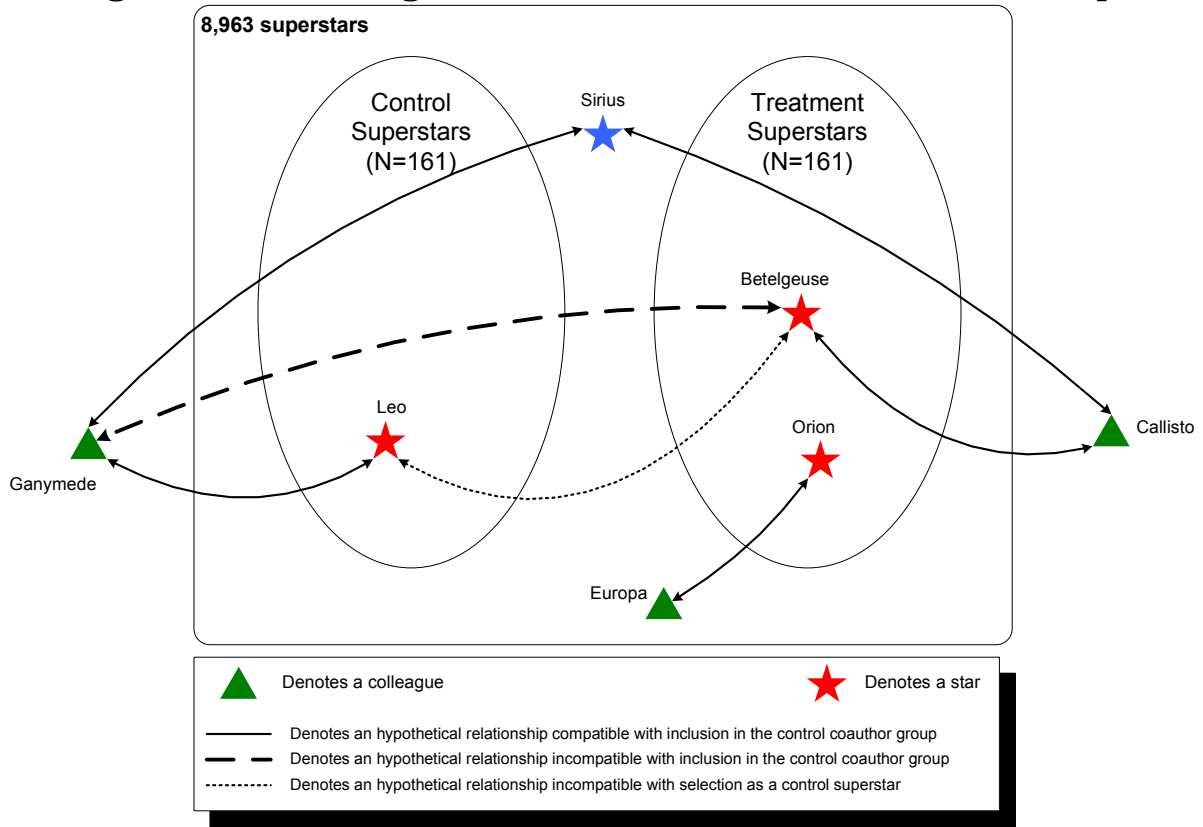 8,963 superstars
Control
Superstars
(N=161)
Sirius
Treatment
Superstars
(N=161)
Betelgeuse
Leo
Orion
Callisto
Ganymede
Europa
Denotes a colleague
Denotes a star
Denotes an hypothetical relationship compatible with inclusion in the control coauthor group
Denotes an hypothetical relationship incompatible with inclusion in the control coauthor group
Denotes an hypothetical relationship incompatible with selection as a control superstar